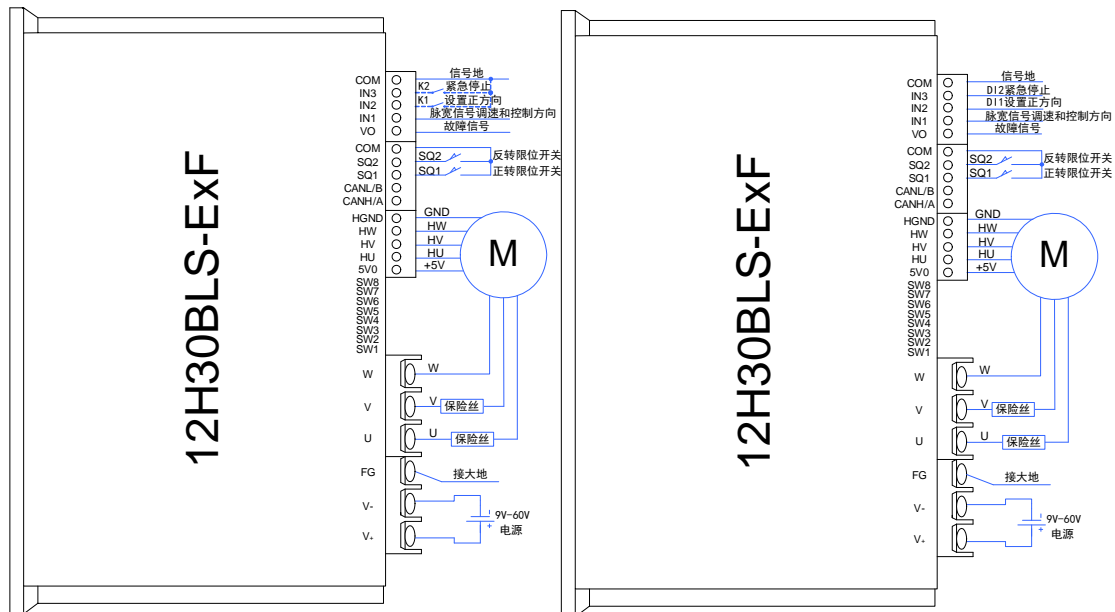 12H30BLS-ExF
COM 信号地
IN3 K2 紧急停止
IN2 K1 设置正方向
IN1 脉宽信号调速和控制方向
VO 故障信号
COM
SQ2 SQ2 反转限位开关
SQ1 SQ1 正转限位开关
CANL/B
CANH/A
HGND GND
HW HW
HV HV
HU HU
5V0 +5V
M
SW8
SW7
SW6
SW5
SW4
SW3
SW2
SW1
W W
V V 保险丝
U U 保险丝
FG 接大地
V-
9V-60V
V+ 电源
12H30BLS-ExF
COM 信号地
IN3 DI2紧急停止
IN2 DI1设置正方向
IN1 脉宽信号调速和控制方向
VO 故障信号
COM
SQ2 SQ2 反转限位开关
SQ1 SQ1 正转限位开关
CANL/B
CANH/A
HGND GND
HW HW
HV HV
HU HU
5V0 +5V
M
SW8
SW7
SW6
SW5
SW4
SW3
SW2
SW1
W W
V V 保险丝
U U 保险丝
FG 接大地
V-
9V-60V
V+ 电源